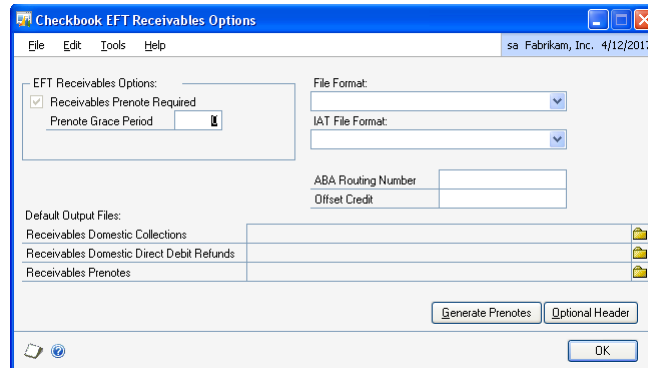 Checkbook EFT Receivables Options
File Edit Tools Help sa Fabrikam, Inc. 4/12/2017
EFT Receivables Options:
Receivables Prenote Required
Prenote Grace Period
File Format:
IAT File Format:
ABA Routing Number
Offset Credit
Default Output Files:
Receivables Domestic Collections
Receivables Domestic Direct Debit Refunds
Receivables Prenotes
Generate Prenotes Optional Header
OK